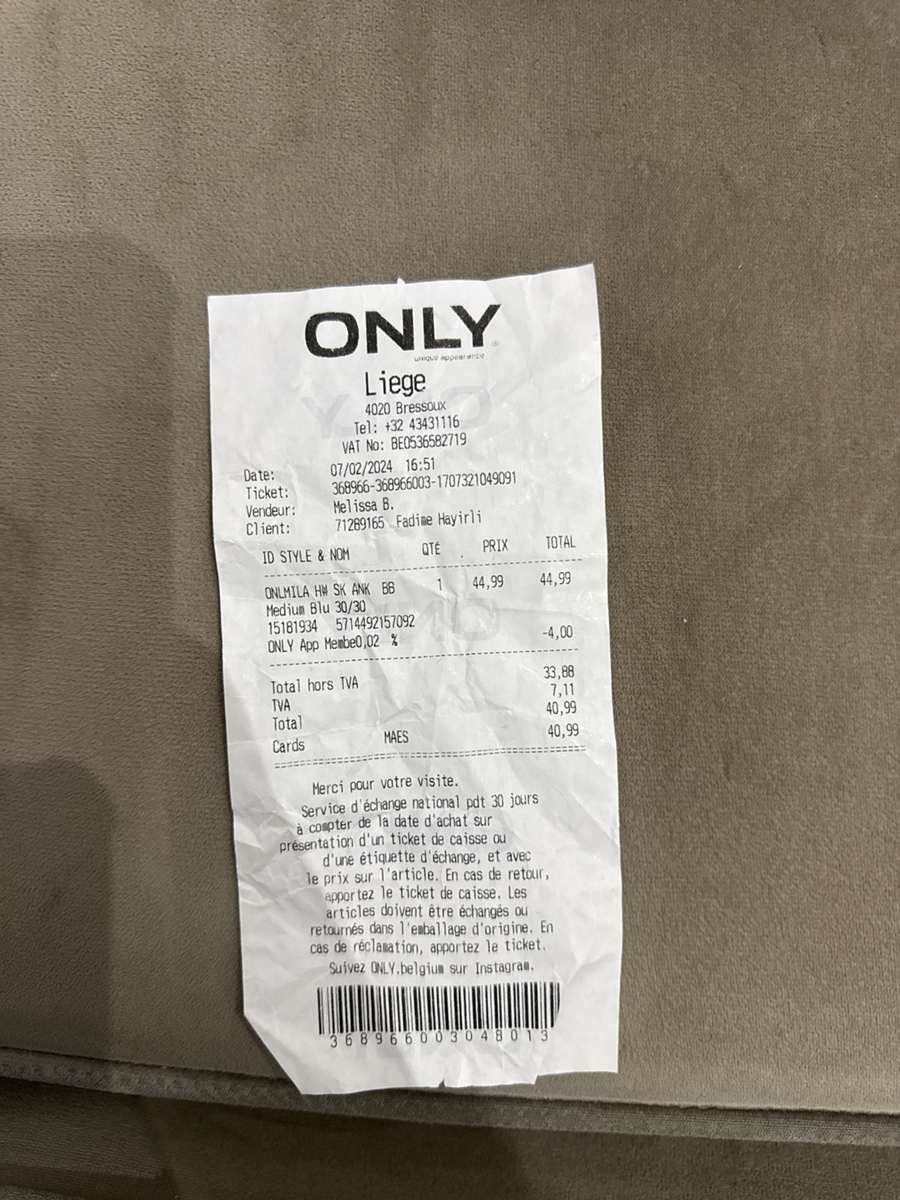 ONLY
unique appearance
Liege
4020 Bressoux
Tel: +32 43431116
VAT No: BE0536582719
Date: 07/02/2024 16:51
Ticket: 368966-368966003-1707321049091
Vendeur: Melissa B.
Client: 71289165 Fadime Hayirli
ID STYLE & NOM QTÉ . PRIX TOTAL
ONLMILA HW SK ANK BB 1 44,99 44,99
Medium Blu 30/30
15181934 5714492157092
ONLY App Membe0,02 % -4,00
Total hors TVA 33,88
TVA 7,11
Total 40,99
Cards MAES 40,99
Merci pour votre visite.
Service d'échange national pdt 30 jours
à compter de la date d'achat sur
présentation d'un ticket de caisse ou
d'une étiquette d'échange, et avec
le prix sur l'article. En cas de retour,
apportez le ticket de caisse. Les
articles doivent être échangés ou
retournés dans l'emballage d'origine. En
cas de réclamation, apportez le ticket.
Suivez ONLY.belgium sur Instagram.
368966003048013